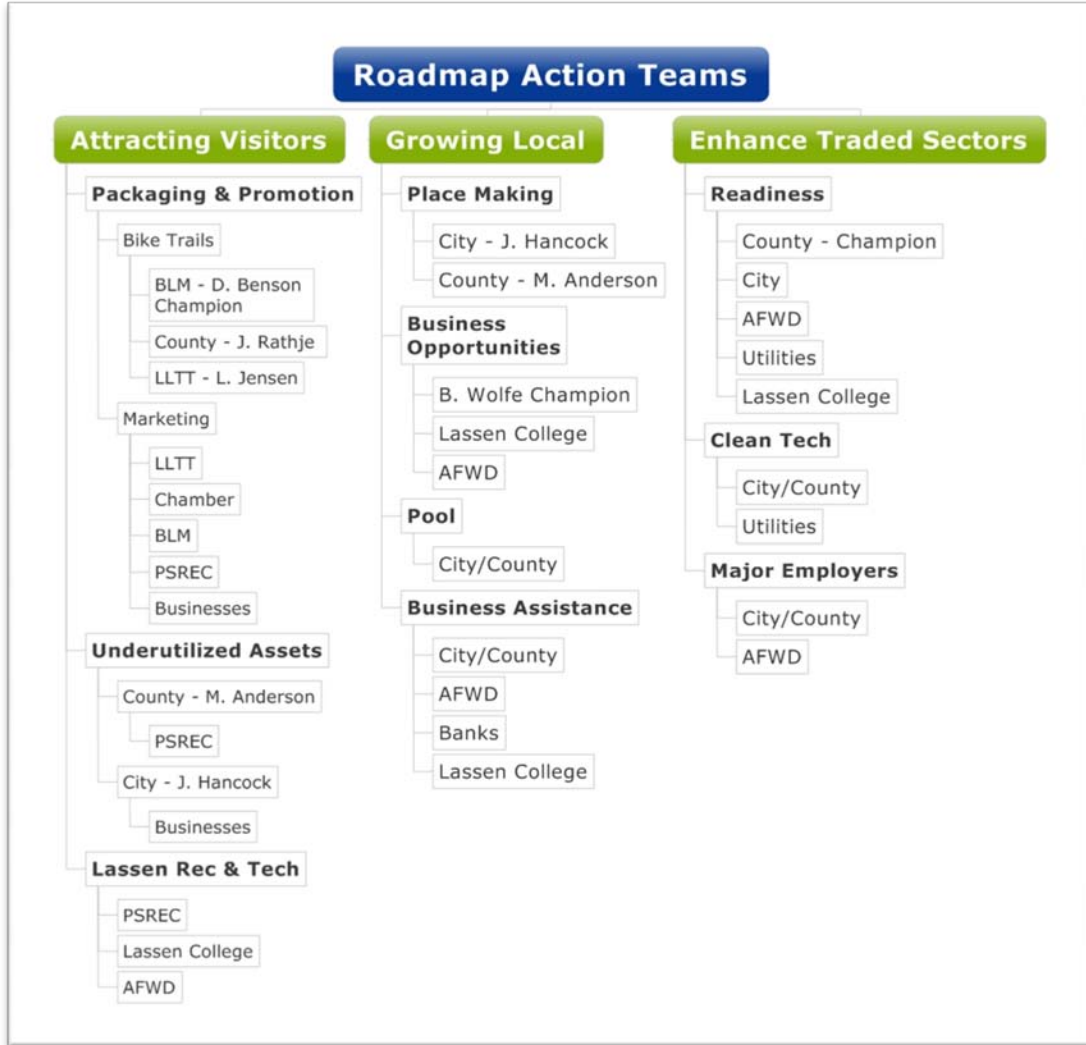 Roadmap Action Teams
Attracting Visitors
Packaging & Promotion
Bike Trails
BLM - D. Benson
Champion
County - J. Rathje
LLTT - L. Jensen
Marketing
LLTT
Chamber
BLM
PSREC
Businesses
Underutilized Assets
County - M. Anderson
PSREC
City - J. Hancock
Businesses
Lassen Rec & Tech
PSREC
Lassen College
AFWD
Growing Local
Place Making
City - J. Hancock
County - M. Anderson
Business
Opportunities
B. Wolfe Champion
Lassen College
AFWD
Pool
City/County
Business Assistance
City/County
AFWD
Banks
Lassen College
Enhance Traded Sectors
Readiness
County - Champion
City
AFWD
Utilities
Lassen College
Clean Tech
City/County
Utilities
Major Employers
City/County
AFWD